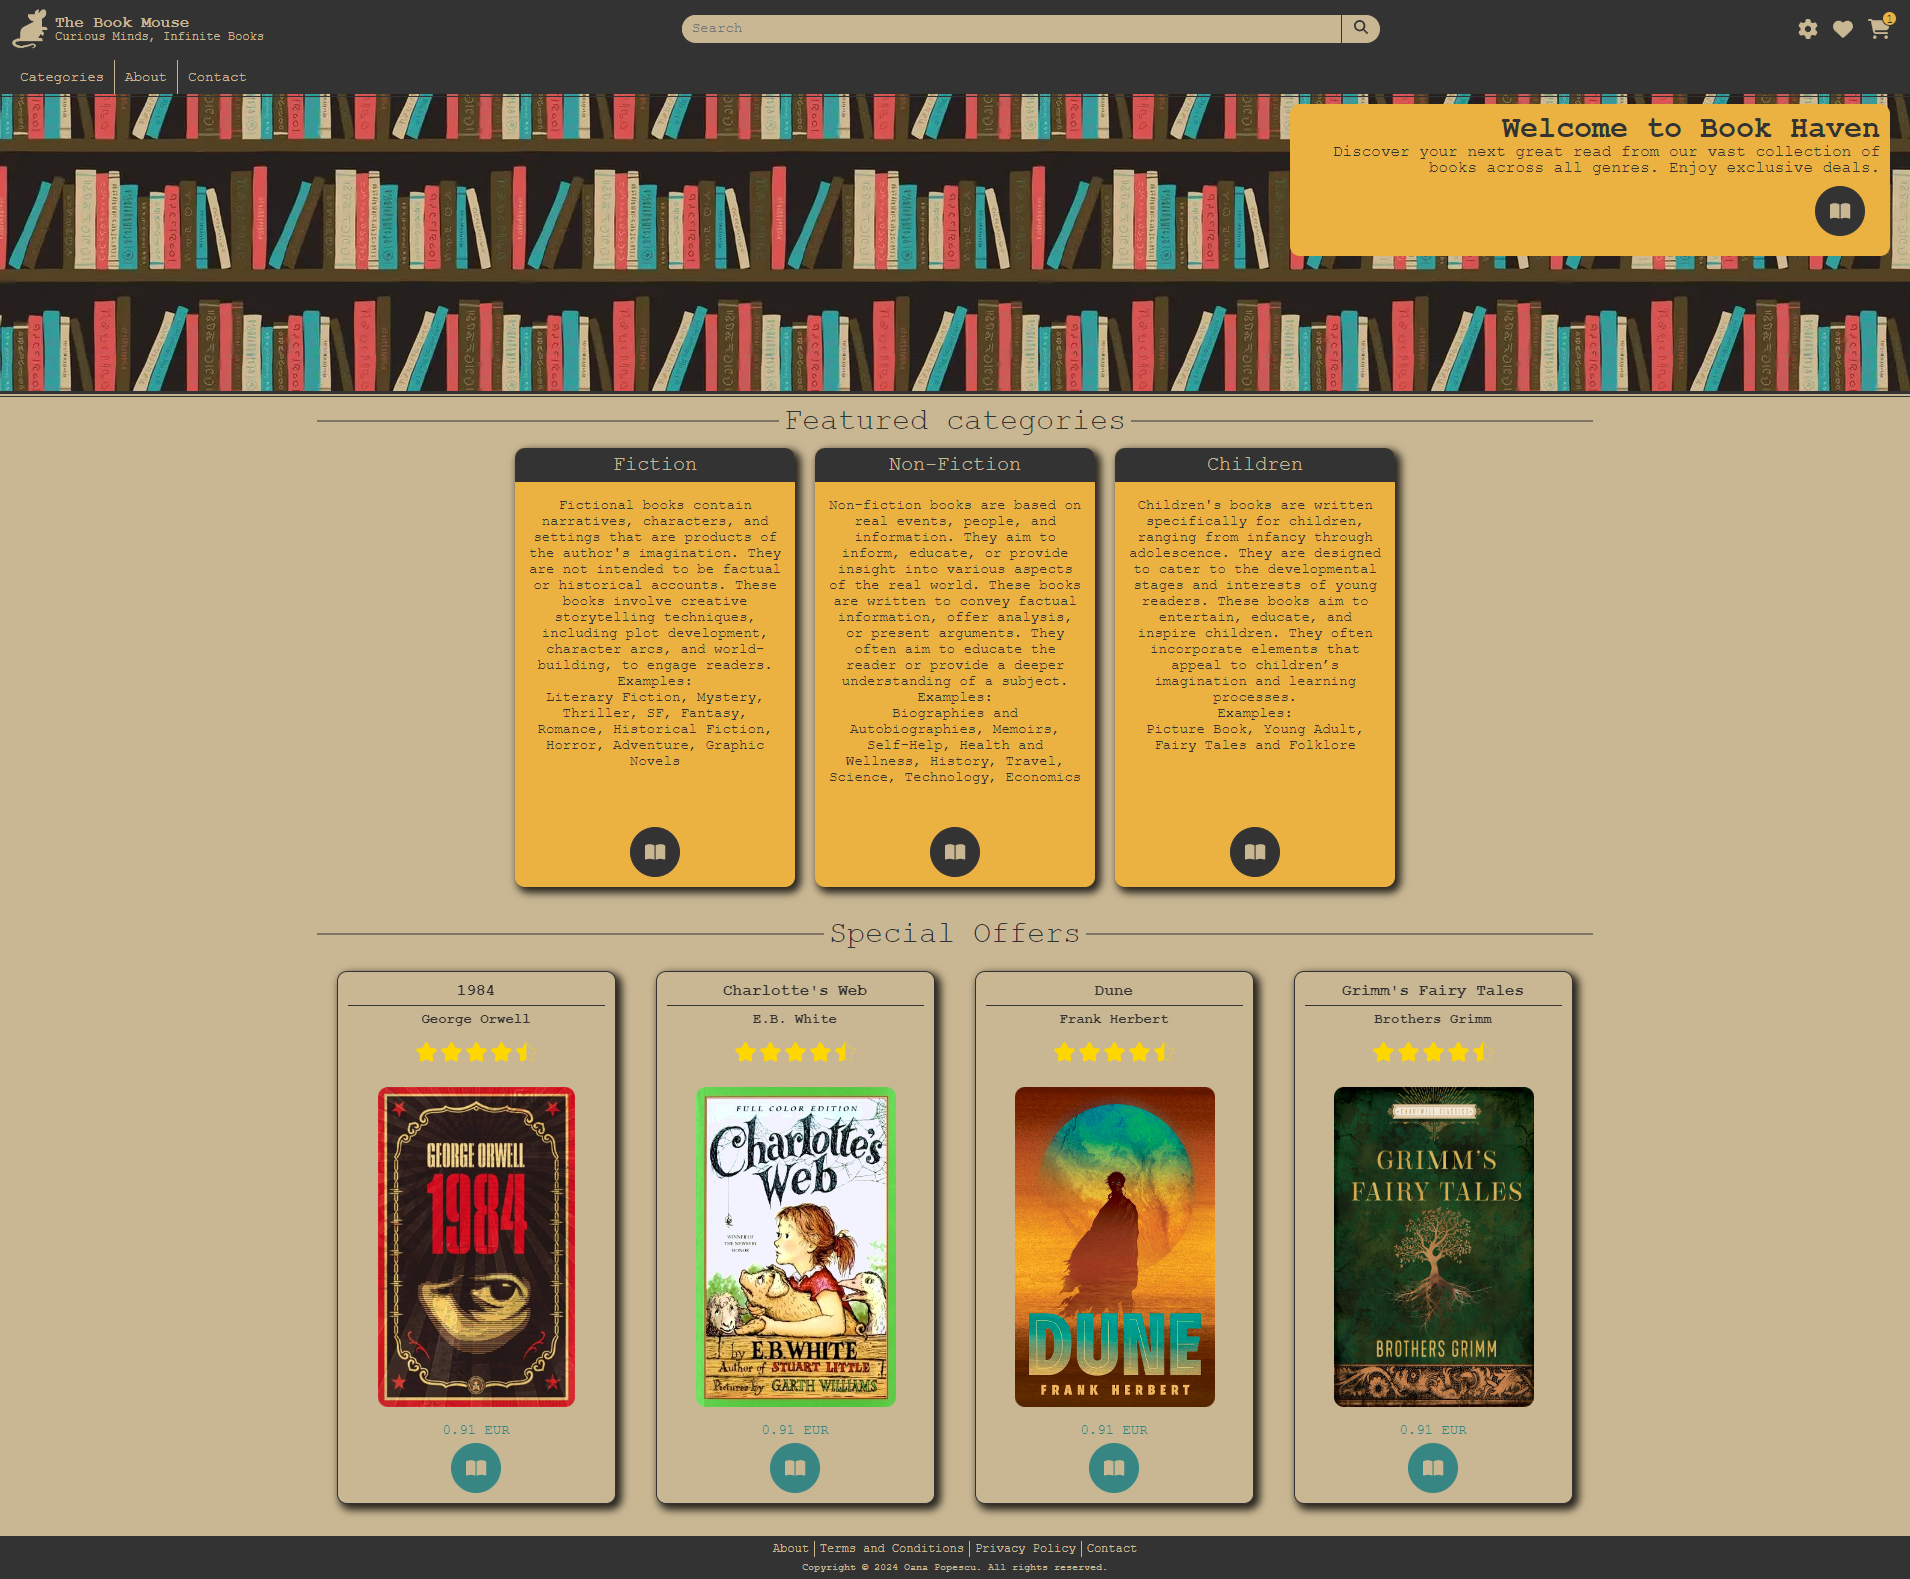 The Book Mouse
Curious Minds, Infinite Books
Search
1
Categories
About
Contact
Welcome to Book Haven
Discover your next great read from our vast collection of
books across all genres. Enjoy exclusive deals.
Featured categories
Fiction
Fictional books contain
narratives, characters, and
settings that are products of
the author's imagination. They
are not intended to be factual
or historical accounts. These
books involve creative
storytelling techniques,
including plot development,
character arcs, and world-
building, to engage readers.
Examples:
Literary Fiction, Mystery,
Thriller, SF, Fantasy,
Romance, Historical Fiction,
Horror, Adventure, Graphic
Novels
Non-Fiction
Non-fiction books are based on
real events, people, and
information. They aim to
inform, educate, or provide
insight into various aspects
of the real world. These books
are written to convey factual
information, offer analysis,
or present arguments. They
often aim to educate the
reader or provide a deeper
understanding of a subject.
Examples:
Biographies and
Autobiographies, Memoirs,
Self-Help, Health and
Wellness, History, Travel,
Science, Technology, Economics
Children
Children's books are written
specifically for children,
ranging from infancy through
adolescence. They are designed
to cater to the developmental
stages and interests of young
readers. These books aim to
entertain, educate, and
inspire children. They often
incorporate elements that
appeal to children’s
imagination and learning
processes.
Examples:
Picture Book, Young Adult,
Fairy Tales and Folklore
Special Offers
1984
George Orwell
GEORGE ORWELL
1984
0.91 EUR
Charlotte's Web
E.B. White
FULL COLOR EDITION
Charlotte's
Web
WINNER OF
THE NEWBERY
HONOR
by E.B. WHITE
Author of STUART LITTLE
Pictures by GARTH WILLIAMS
0.91 EUR
Dune
Frank Herbert
DUNE
FRANK HERBERT
0.91 EUR
Grimm's Fairy Tales
Brothers Grimm
CHARTWELL CLASSICS
GRIMM'S
FAIRY TALES
BROTHERS GRIMM
0.91 EUR
About
Terms and Conditions
Privacy Policy
Contact
Copyright © 2024 Oana Popescu. All rights reserved.